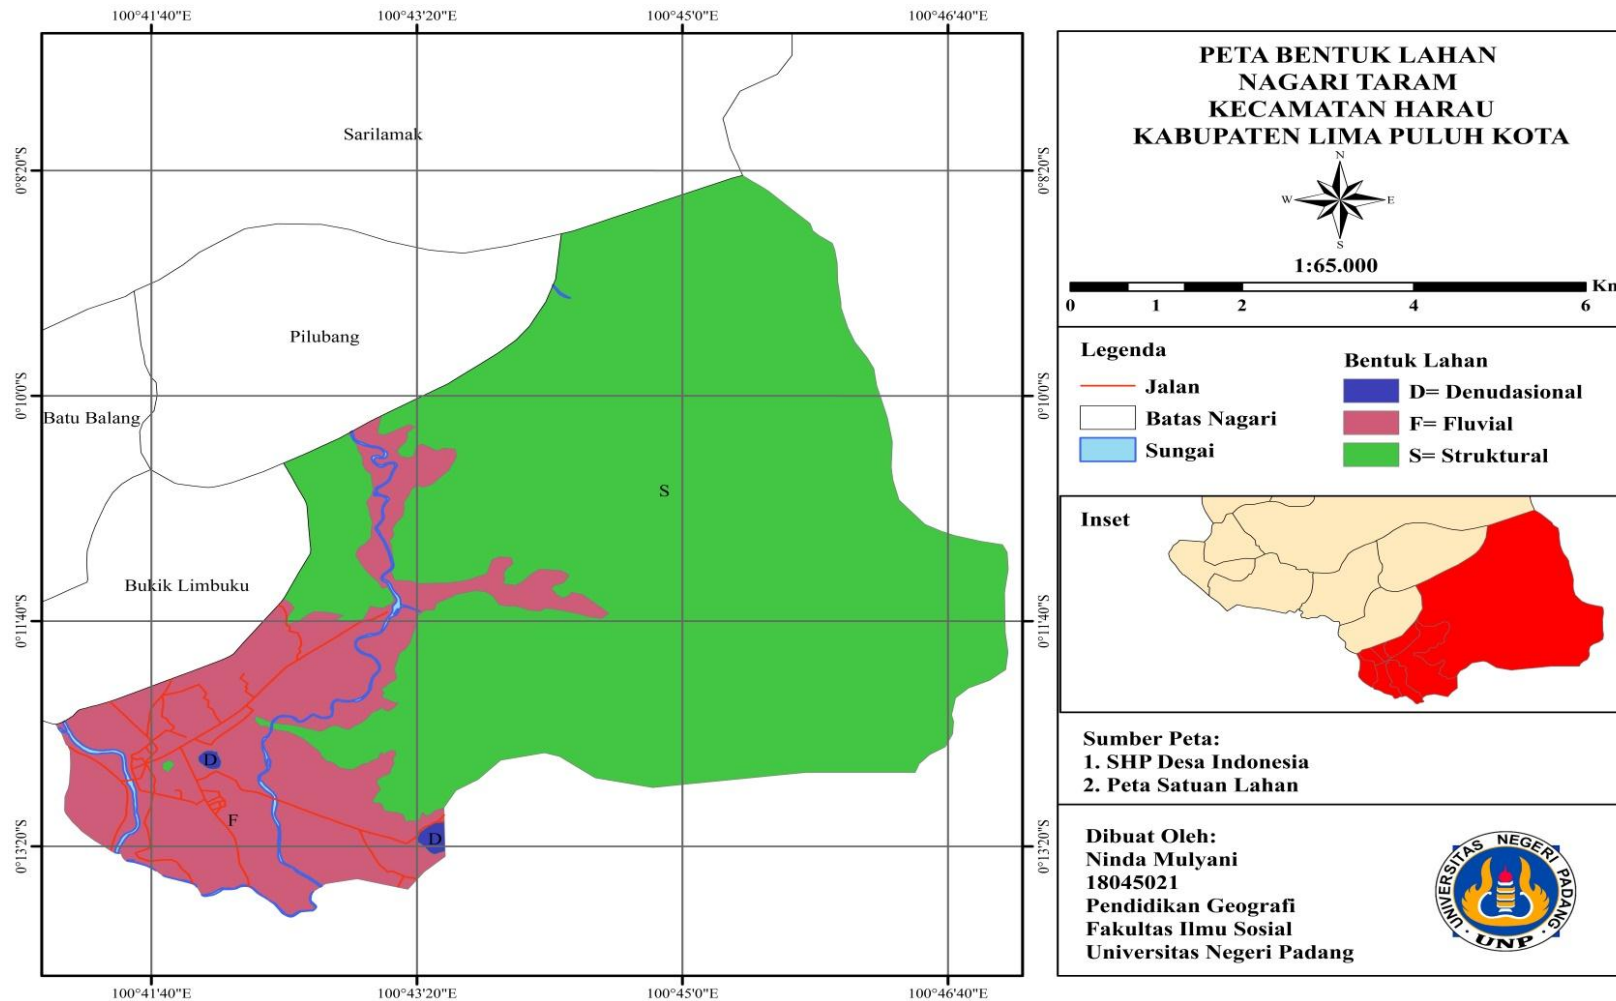 100°41'40"E
100°43'20"E
100°45'0"E
100°46'40"E
0°8'20"S
0°8'20"S
Sarilamak
Pilubang
0°10'0"S
0°10'0"S
Batu Balang
S
Bukik Limbuku
0°11'40"S
0°11'40"S
D
F
D
0°13'20"S
0°13'20"S
100°41'40"E
100°43'20"E
100°45'0"E
100°46'40"E
PETA BENTUK LAHAN
NAGARI TARAM
KECAMATAN HARAU
KABUPATEN LIMA PULUH KOTA
N
W
E
S
1:65.000
Km
0 1 2 4 6
Legenda
Jalan
Batas Nagari
Sungai
Bentuk Lahan
D= Denudasional
F= Fluvial
S= Struktural
Inset
Sumber Peta:
1. SHP Desa Indonesia
2. Peta Satuan Lahan
Dibuat Oleh:
Ninda Mulyani
18045021
Pendidikan Geografi
Fakultas Ilmu Sosial
Universitas Negeri Padang
UNIVERSITAS NEGERI PADANG
UNP